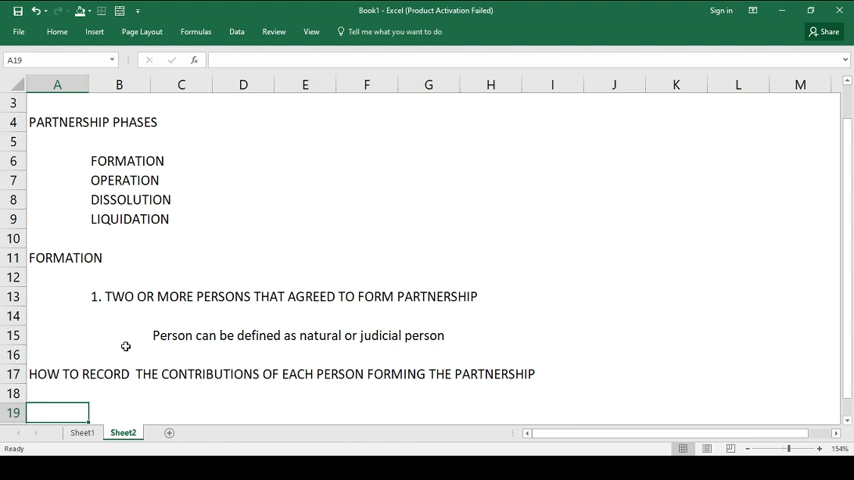 Book1 - Excel (Product Activation Failed)
Sign in
File Home Insert Page Layout Formulas Data Review View Tell me what you want to do Share
A19 fx
A B C D E F G H I J K L M
3
4 PARTNERSHIP PHASES
5
6 FORMATION
7 OPERATION
8 DISSOLUTION
9 LIQUIDATION
10
11 FORMATION
12
13 1. TWO OR MORE PERSONS THAT AGREED TO FORM PARTNERSHIP
14
15 Person can be defined as natural or judicial person
16
17 HOW TO RECORD THE CONTRIBUTIONS OF EACH PERSON FORMING THE PARTNERSHIP
18
19
Sheet1 Sheet2
Ready 154%